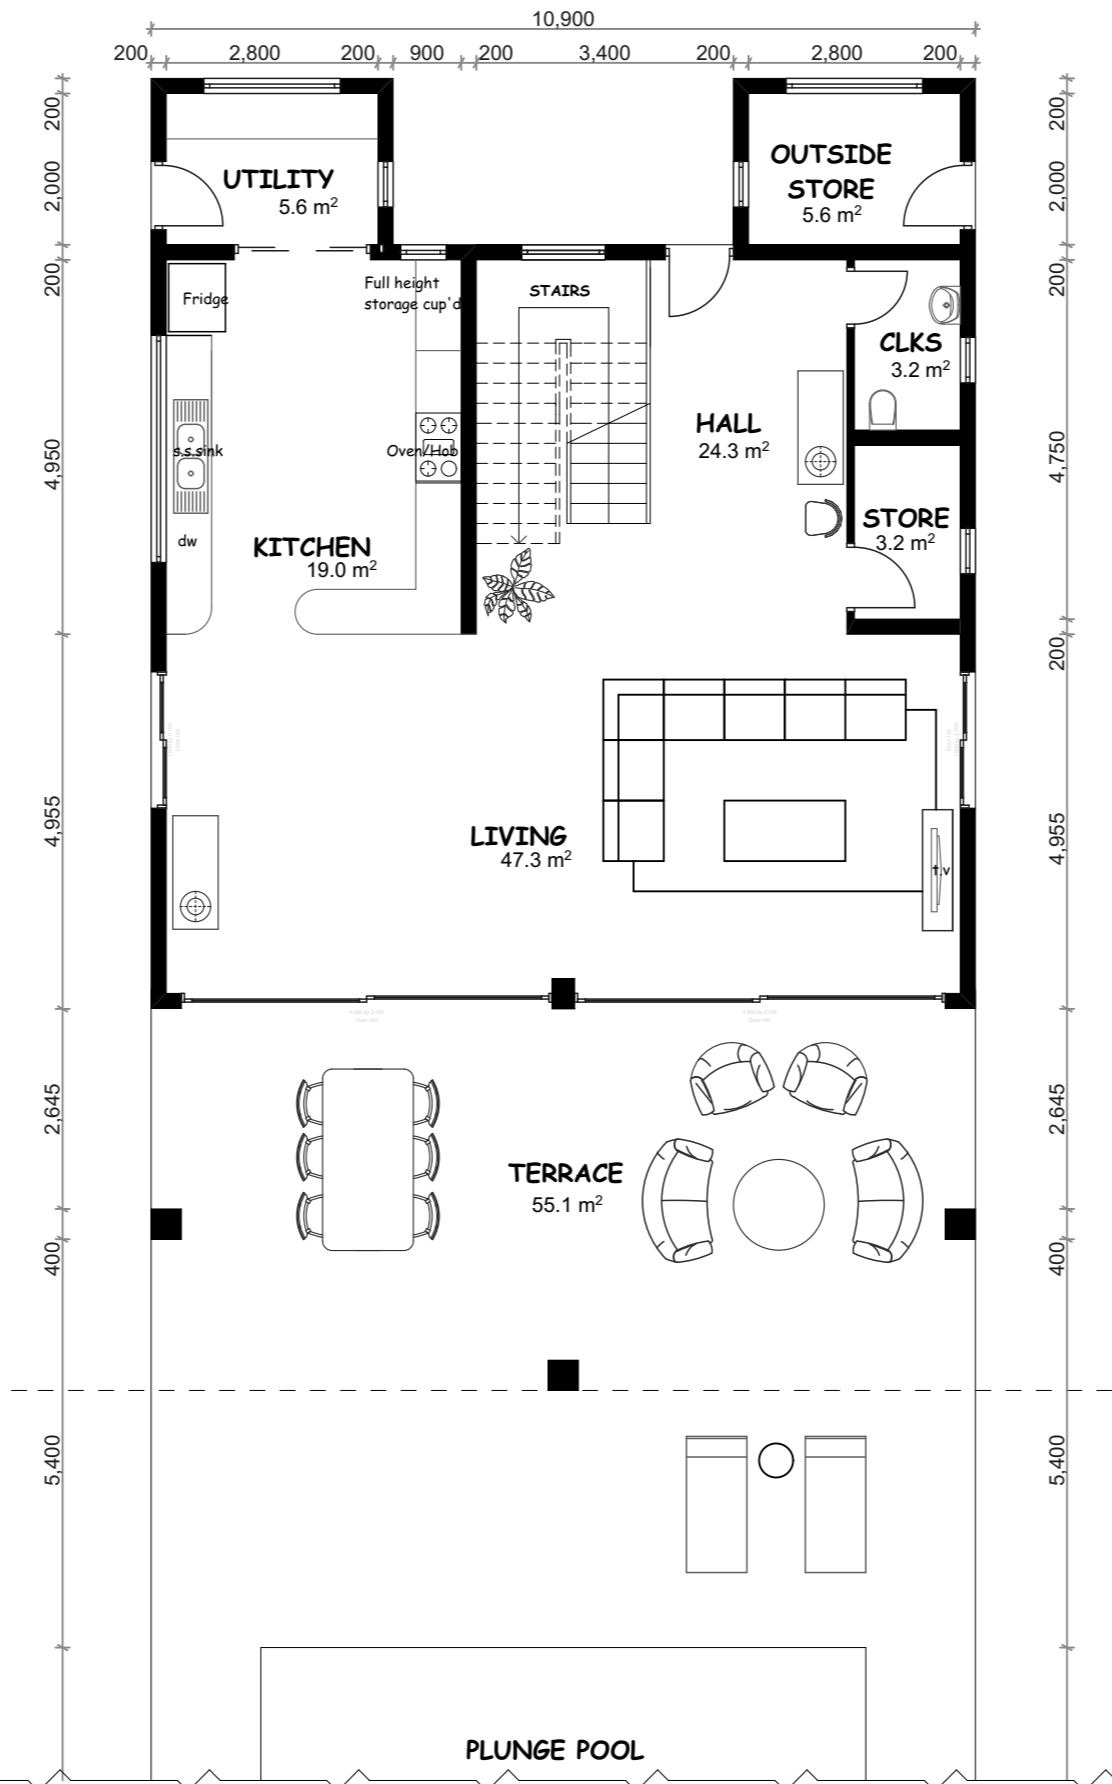 10,900
200 2,800 200 900 200 3,400 200 2,800 200
200
200
UTILITY
5.6 m²
OUTSIDE
STORE
5.6 m²
2,000
2,000
200
200
Fridge
Full height
storage cup'd
STAIRS
CLKS
3.2 m²
HALL
24.3 m²
s.s.sink
Oven/Hob
4,950
4,750
dw
KITCHEN
19.0 m²
STORE
3.2 m²
200
LIVING
47.3 m²
t.v
4,955
4,955
2,645
2,645
TERRACE
55.1 m²
400
400
5,400
5,400
PLUNGE POOL